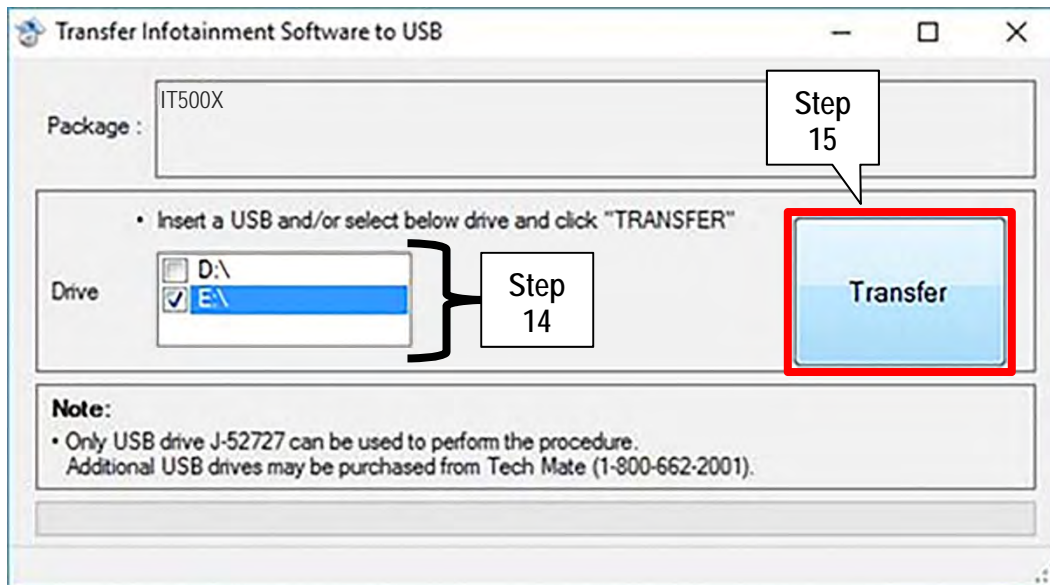 Transfer Infotainment Software to USB
Package :
IT500X
Step
15
• Insert a USB and/or select below drive and click "TRANSFER"
Drive
D:\
E:\
Step
14
Transfer
Note:
• Only USB drive J-52727 can be used to perform the procedure.
Additional USB drives may be purchased from Tech Mate (1-800-662-2001).